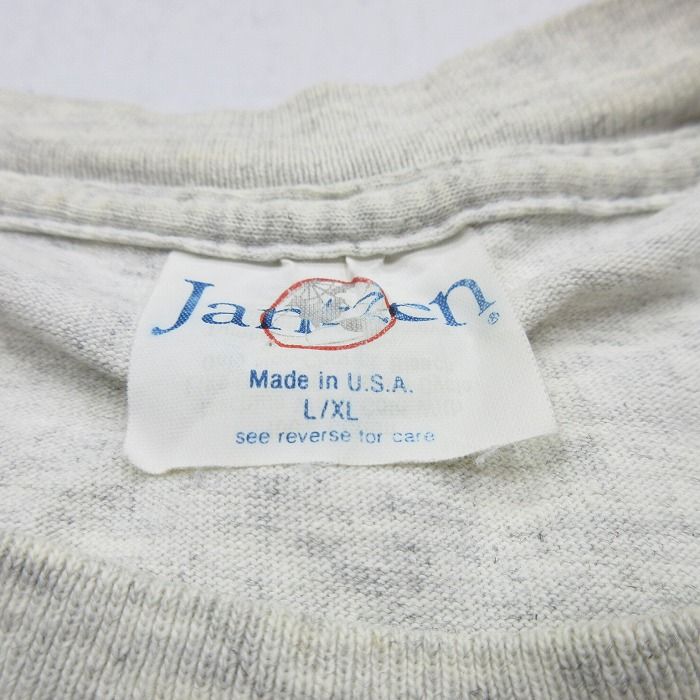 Jantzen®
Made in U.S.A.
L/XL
see reverse for care